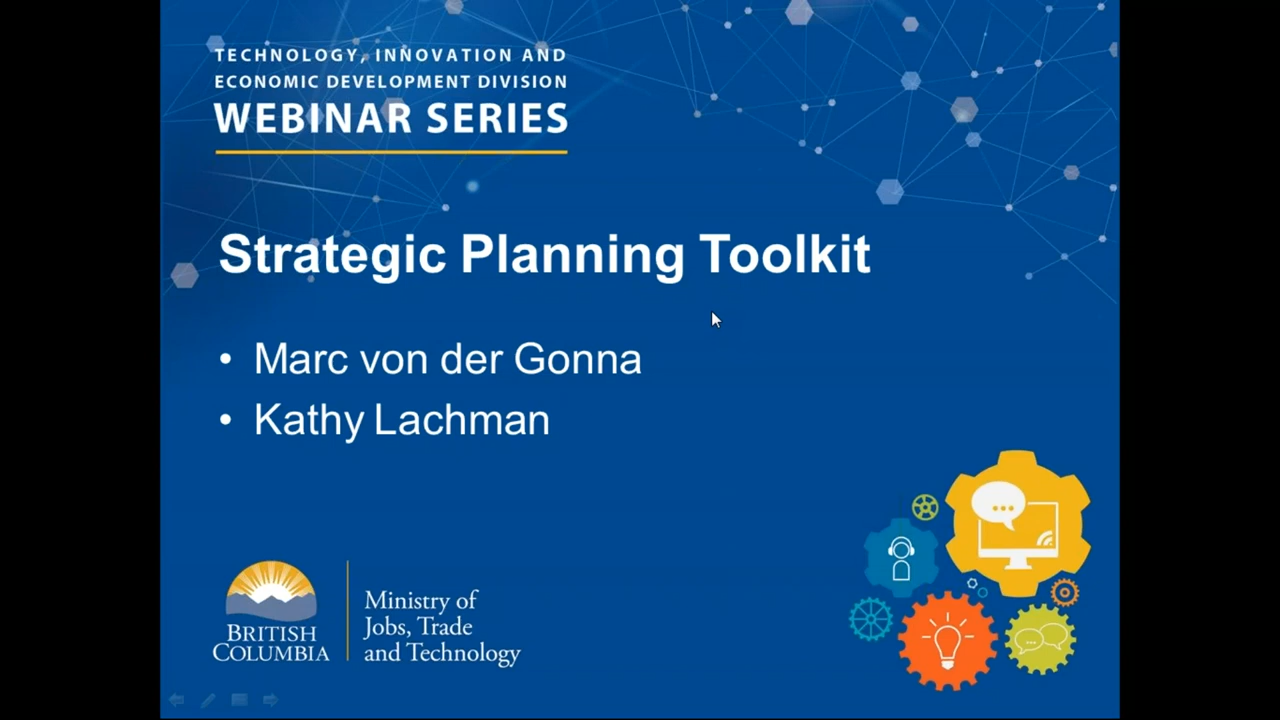 TECHNOLOGY, INNOVATION AND
ECONOMIC DEVELOPMENT DIVISION
WEBINAR SERIES
Strategic Planning Toolkit
• Marc von der Gonna
• Kathy Lachman
BRITISH
COLUMBIA
Ministry of
Jobs, Trade
and Technology